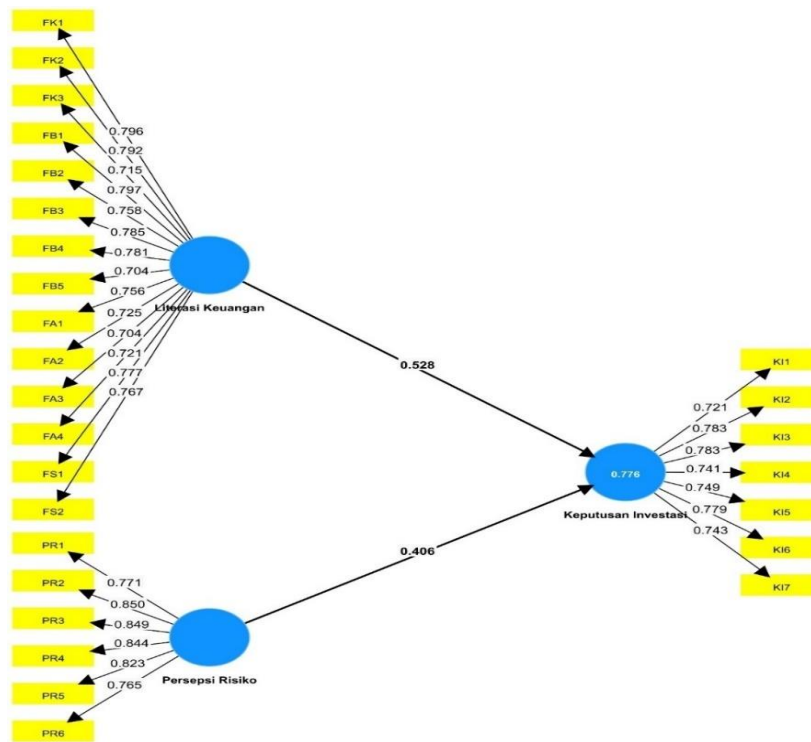 FK1
FK2
FK3
FB1
FB2
FB3
FB4
FB5
FA1
FA2
FA3
FA4
FS1
FS2
0.796
0.792
0.715
0.797
0.758
0.785
0.781
0.704
0.756
0.725
0.704
0.721
0.777
0.767
Literasi Keuangan
0.528
PR1
PR2
PR3
PR4
PR5
PR6
0.771
0.850
0.849
0.844
0.823
0.765
Persepsi Risiko
0.406
0.776
Keputusan Investasi
0.721
0.783
0.783
0.741
0.749
0.779
0.743
KI1
KI2
KI3
KI4
KI5
KI6
KI7